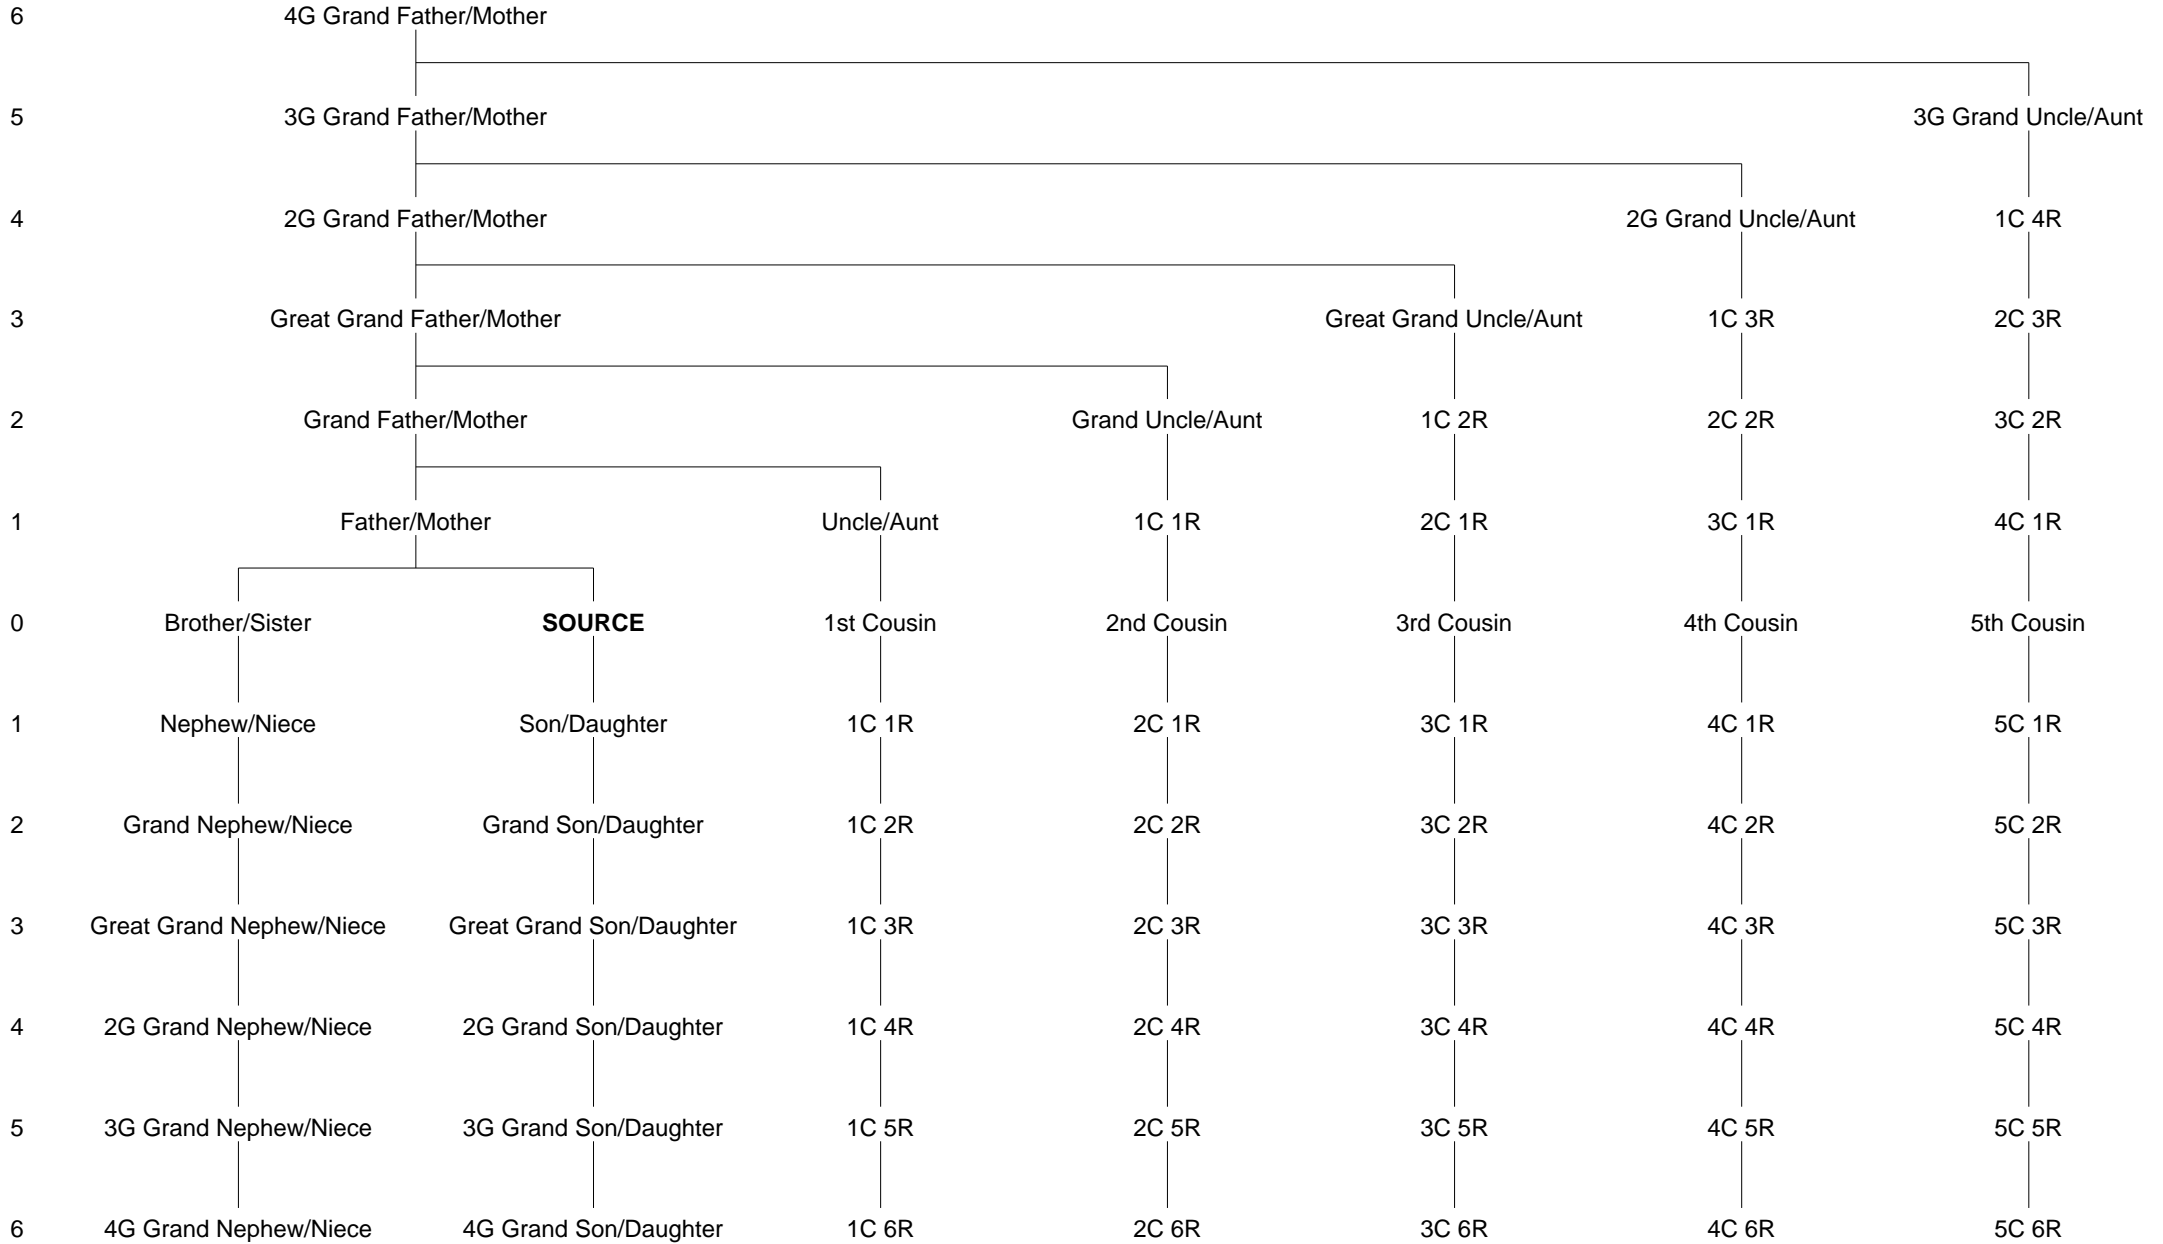 6 4G Grand Father/Mother
5 3G Grand Father/Mother 3G Grand Uncle/Aunt
4 2G Grand Father/Mother 2G Grand Uncle/Aunt 1C 4R
3 Great Grand Father/Mother Great Grand Uncle/Aunt 1C 3R 2C 3R
2 Grand Father/Mother Grand Uncle/Aunt 1C 2R 2C 2R 3C 2R
1 Father/Mother Uncle/Aunt 1C 1R 2C 1R 3C 1R 4C 1R
0 Brother/Sister SOURCE 1st Cousin 2nd Cousin 3rd Cousin 4th Cousin 5th Cousin
1 Nephew/Niece Son/Daughter 1C 1R 2C 1R 3C 1R 4C 1R 5C 1R
2 Grand Nephew/Niece Grand Son/Daughter 1C 2R 2C 2R 3C 2R 4C 2R 5C 2R
3 Great Grand Nephew/Niece Great Grand Son/Daughter 1C 3R 2C 3R 3C 3R 4C 3R 5C 3R
4 2G Grand Nephew/Niece 2G Grand Son/Daughter 1C 4R 2C 4R 3C 4R 4C 4R 5C 4R
5 3G Grand Nephew/Niece 3G Grand Son/Daughter 1C 5R 2C 5R 3C 5R 4C 5R 5C 5R
6 4G Grand Nephew/Niece 4G Grand Son/Daughter 1C 6R 2C 6R 3C 6R 4C 6R 5C 6R